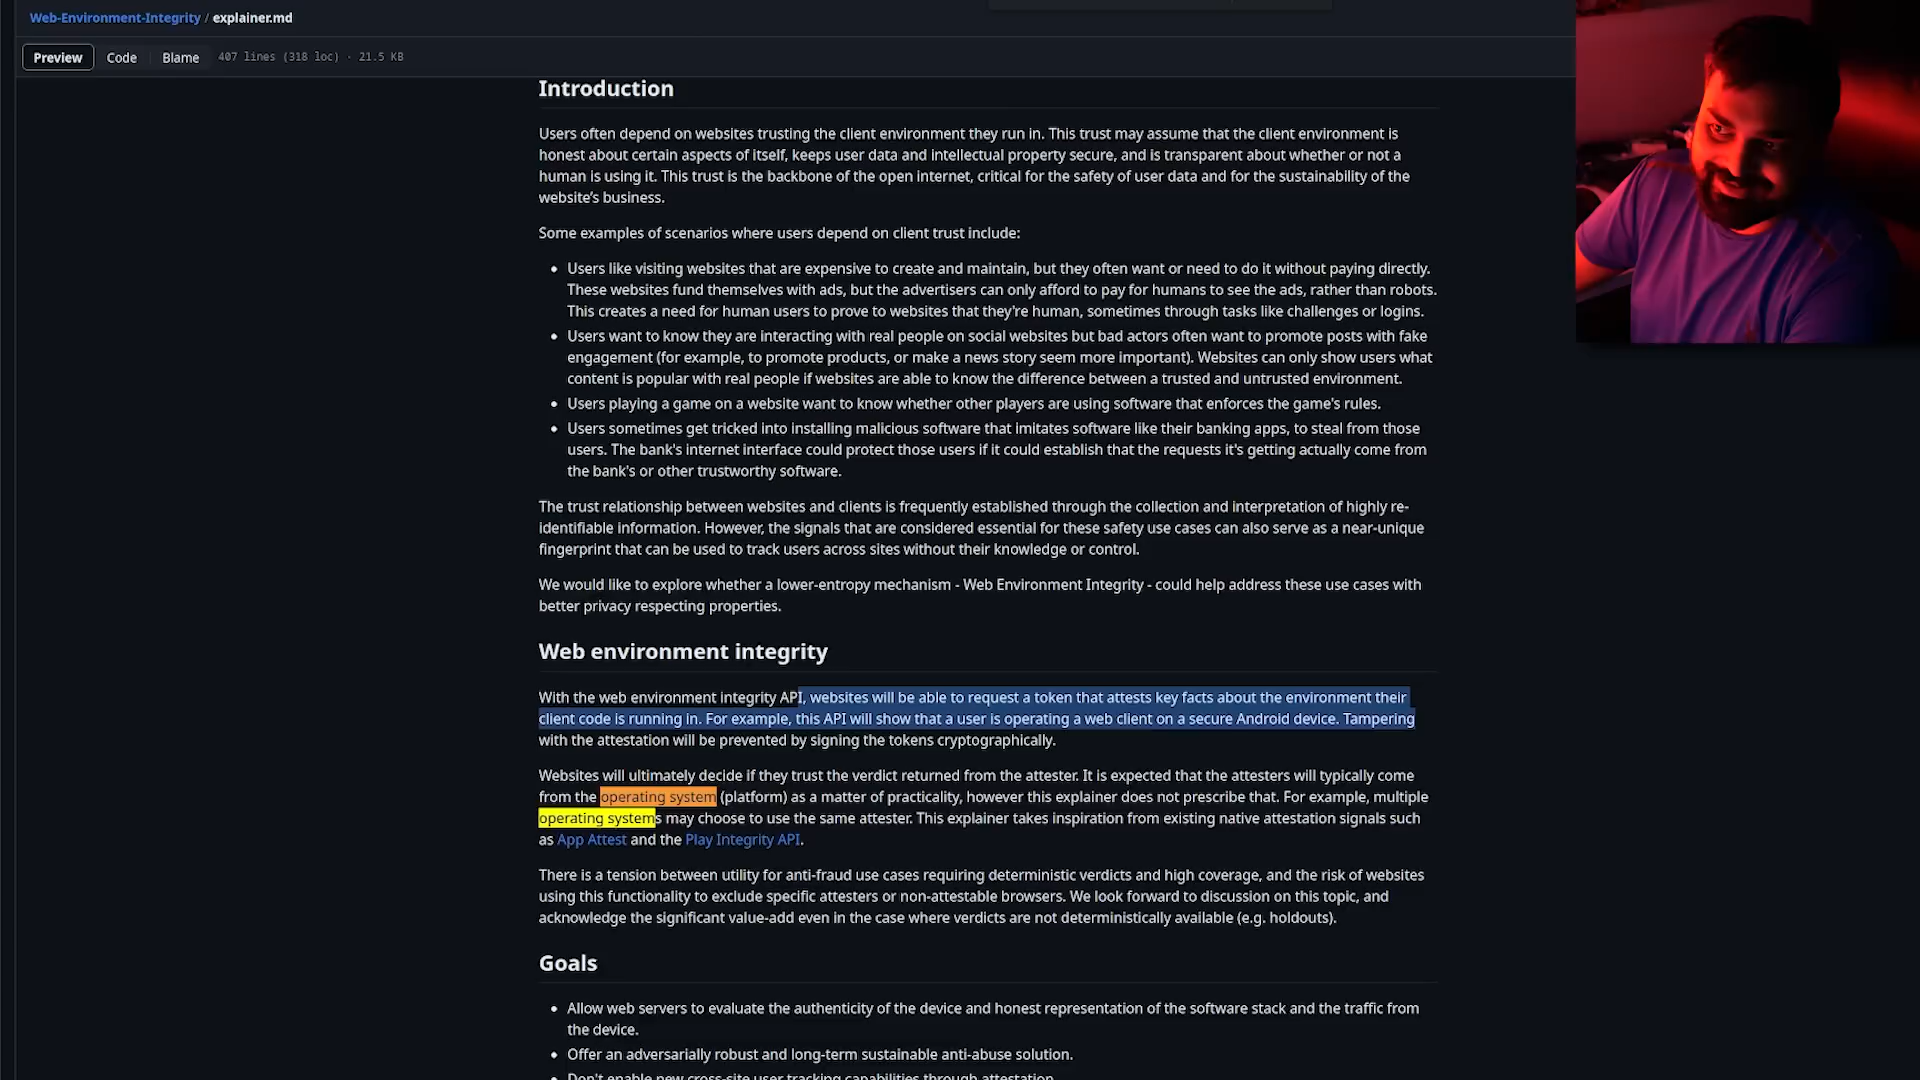 Web-Environment-Integrity / explainer.md
Preview Code Blame 407 lines (318 loc) · 21.5 KB
Introduction
Users often depend on websites trusting the client environment they run in. This trust may assume that the client environment is
honest about certain aspects of itself, keeps user data and intellectual property secure, and is transparent about whether or not a
human is using it. This trust is the backbone of the open internet, critical for the safety of user data and for the sustainability of the
website's business.
Some examples of scenarios where users depend on client trust include:
• Users like visiting websites that are expensive to create and maintain, but they often want or need to do it without paying directly.
These websites fund themselves with ads, but the advertisers can only afford to pay for humans to see the ads, rather than robots.
This creates a need for human users to prove to websites that they're human, sometimes through tasks like challenges or logins.
• Users want to know they are interacting with real people on social websites but bad actors often want to promote posts with fake
engagement (for example, to promote products, or make a news story seem more important). Websites can only show users what
content is popular with real people if websites are able to know the difference between a trusted and untrusted environment.
• Users playing a game on a website want to know whether other players are using software that enforces the game's rules.
• Users sometimes get tricked into installing malicious software that imitates software like their banking apps, to steal from those
users. The bank's internet interface could protect those users if it could establish that the requests it's getting actually come from
the bank's or other trustworthy software.
The trust relationship between websites and clients is frequently established through the collection and interpretation of highly re-
identifiable information. However, the signals that are considered essential for these safety use cases can also serve as a near-unique
fingerprint that can be used to track users across sites without their knowledge or control.
We would like to explore whether a lower-entropy mechanism - Web Environment Integrity - could help address these use cases with
better privacy respecting properties.
Web environment integrity
With the web environment integrity API, websites will be able to request a token that attests key facts about the environment their
client code is running in. For example, this API will show that a user is operating a web client on a secure Android device. Tampering
with the attestation will be prevented by signing the tokens cryptographically.
Websites will ultimately decide if they trust the verdict returned from the attester. It is expected that the attesters will typically come
from the operating system (platform) as a matter of practicality, however this explainer does not prescribe that. For example, multiple
operating systems may choose to use the same attester. This explainer takes inspiration from existing native attestation signals such
as App Attest and the Play Integrity API.
There is a tension between utility for anti-fraud use cases requiring deterministic verdicts and high coverage, and the risk of websites
using this functionality to exclude specific attesters or non-attestable browsers. We look forward to discussion on this topic, and
acknowledge the significant value-add even in the case where verdicts are not deterministically available (e.g. holdouts).
Goals
• Allow web servers to evaluate the authenticity of the device and honest representation of the software stack and the traffic from
the device.
• Offer an adversarially robust and long-term sustainable anti-abuse solution.
• Don't enable new cross-site user tracking capabilities through attestation.